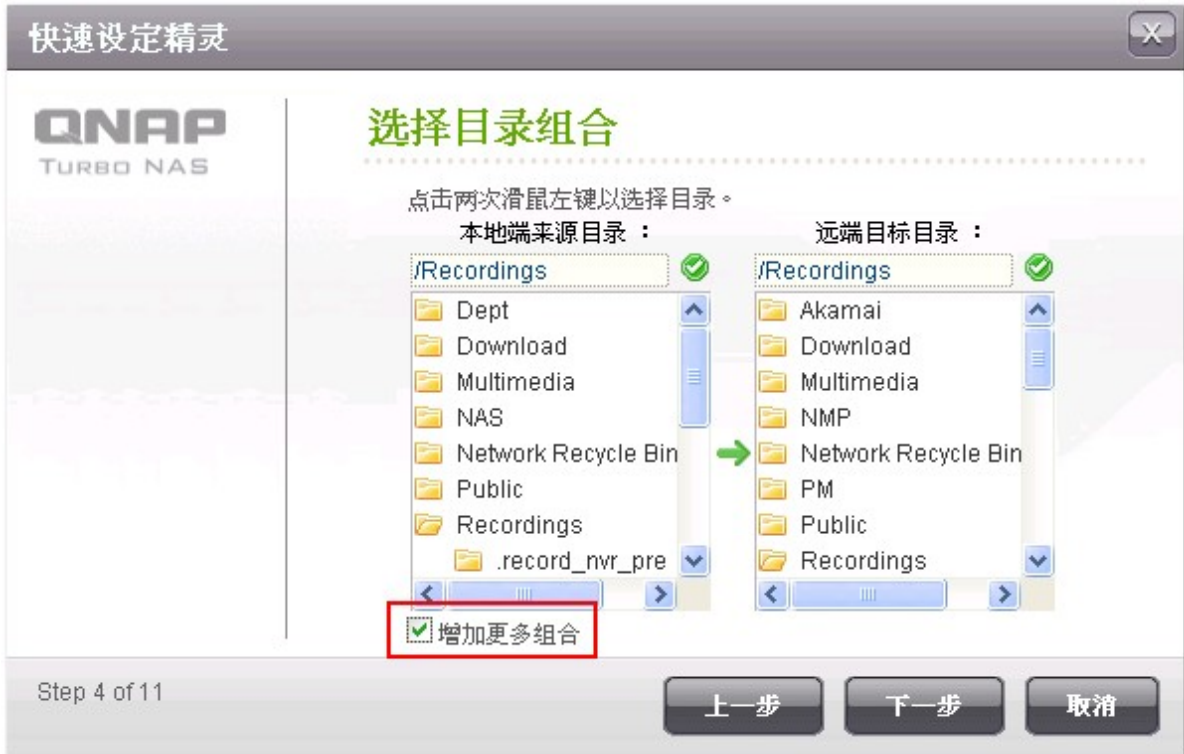 快速设定精灵
X
QNAP
TURBO NAS
选择目录组合
点击两次滑鼠左键以选择目录。
本地端来源目录：
/Recordings
Dept
Download
Multimedia
NAS
Network Recycle Bin
Public
Recordings
.record_nvr_pre
远端目标目录：
/Recordings
Akamai
Download
Multimedia
NMP
Network Recycle Bin
PM
Public
Recordings
增加更多组合
Step 4 of 11
上一步
下一步
取消